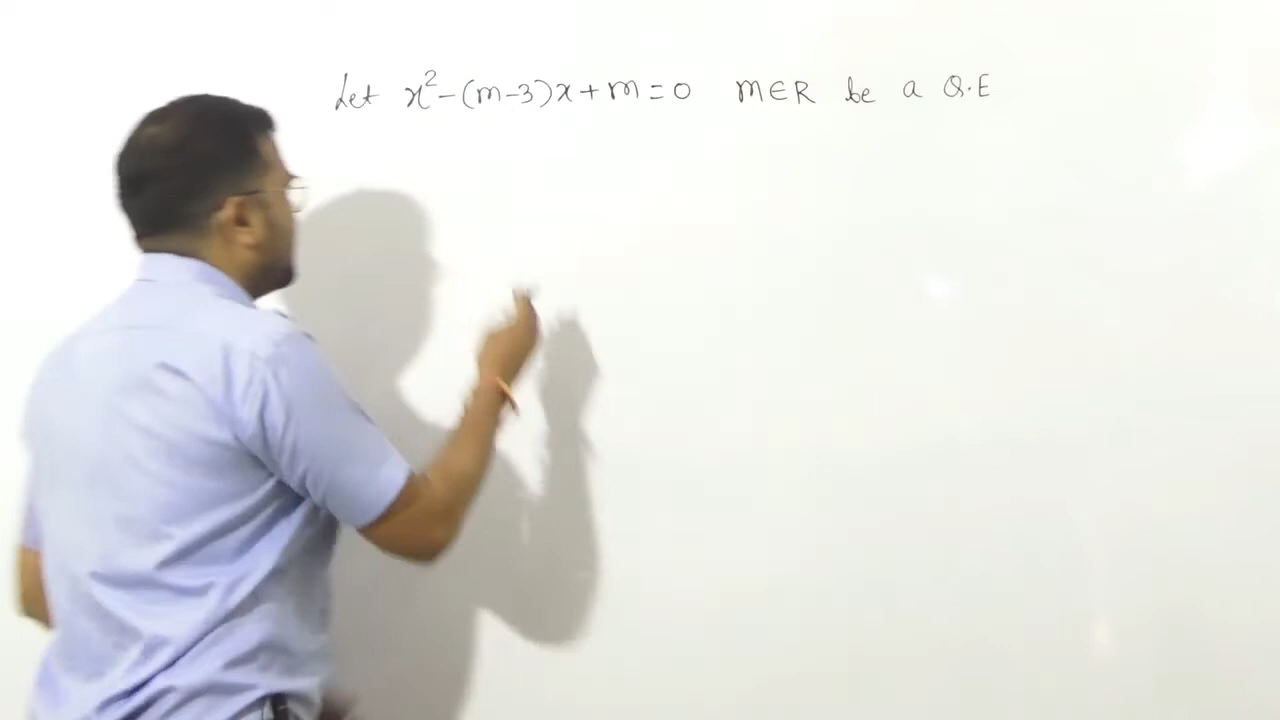 Let x² - (m-3)x + m = 0 m∈R be a Q.E